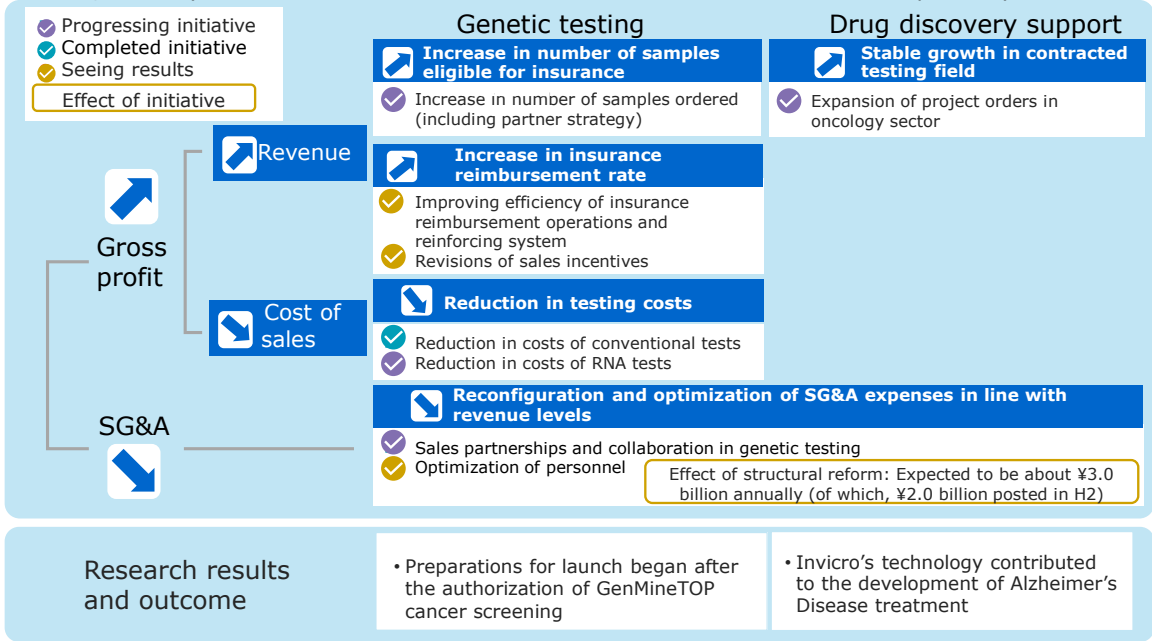 Progressing initiative
Completed initiative
Seeing results
Effect of initiative
Genetic testing
Drug discovery support
Increase in number of samples
eligible for insurance
Increase in number of samples ordered
(including partner strategy)
Stable growth in contracted
testing field
Expansion of project orders in
oncology sector
Revenue
Increase in insurance
reimbursement rate
Improving efficiency of insurance
reimbursement operations and
reinforcing system
Revisions of sales incentives
Gross
profit
Cost of
sales
Reduction in testing costs
Reduction in costs of conventional tests
Reduction in costs of RNA tests
SG&A
Reconfiguration and optimization of SG&A expenses in line with
revenue levels
Sales partnerships and collaboration in genetic testing
Optimization of personnel
Effect of structural reform: Expected to be about ¥3.0
billion annually (of which, ¥2.0 billion posted in H2)
Research results
and outcome
• Preparations for launch began after
the authorization of GenMineTOP
cancer screening
• Invicro’s technology contributed
to the development of Alzheimer’s
Disease treatment